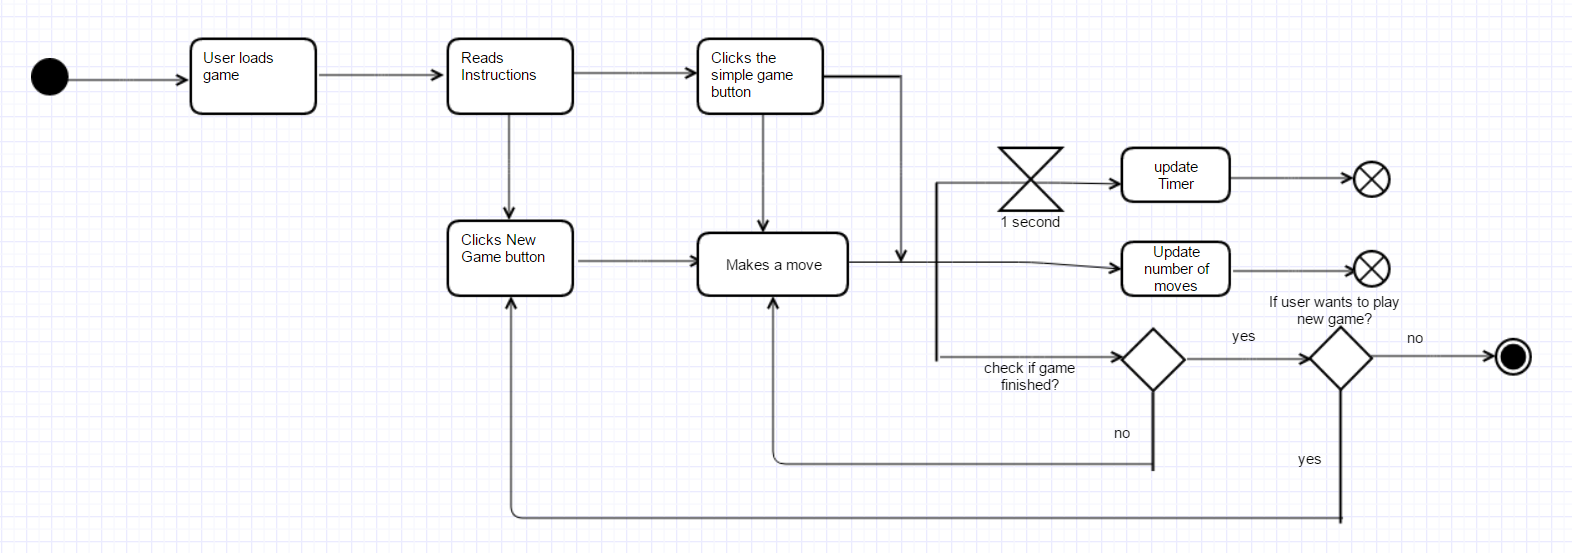 User loads
game
Reads
Instructions
Clicks the
simple game
button
update
Timer
1 second
Clicks New
Game button
Makes a move
Update
number of
moves
If user wants to play
new game?
yes
no
check if game
finished?
no
yes